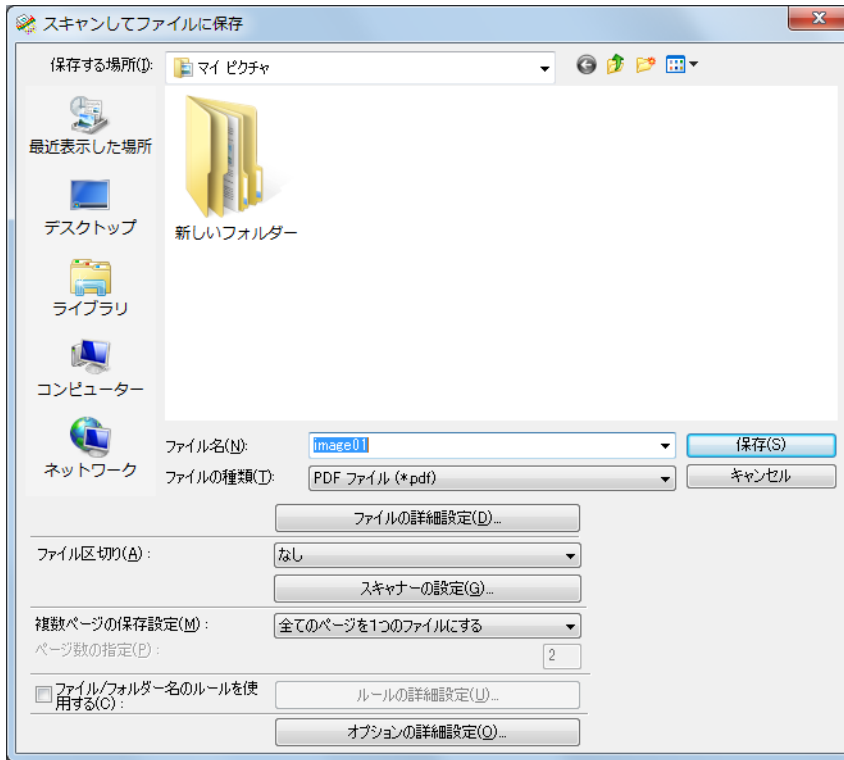 スキャンしてファイルに保存
x
保存する場所(I):
マイ ピクチャ
最近表示した場所
デスクトップ
ライブラリ
コンピューター
ネットワーク
新しいフォルダー
ファイル名(N):
image01
保存(S)
ファイルの種類(T):
PDF ファイル (*.pdf)
キャンセル
ファイルの詳細設定(D)...
ファイル区切り(A) :
なし
スキャナーの設定(G)...
複数ページの保存設定(M) :
全てのページを1つのファイルにする
ページ数の指定(P) :
2
ファイル/フォルダー名のルールを使
用する(C) :
ルールの詳細設定(U)...
オプションの詳細設定(O)...